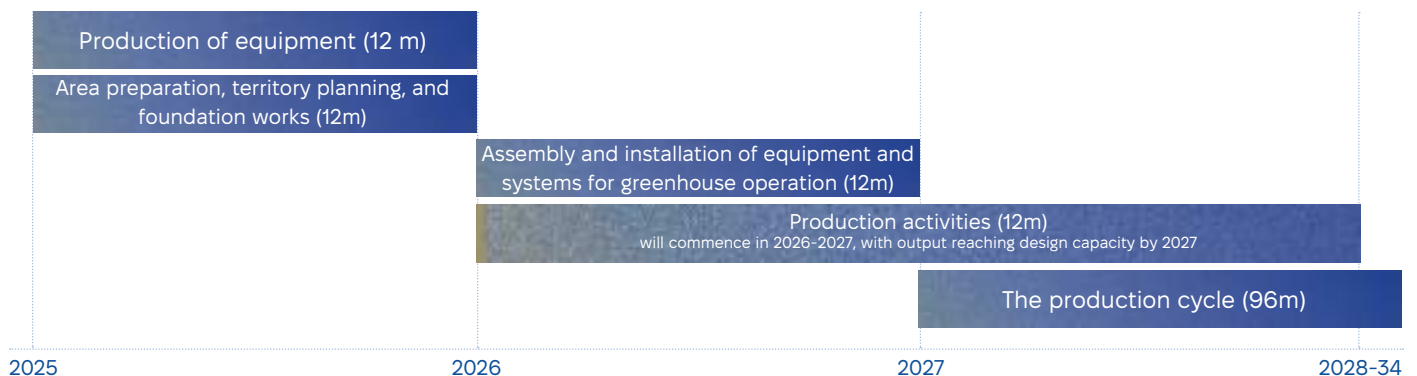 Production of equipment (12 m)
Area preparation, territory planning, and
foundation works (12m)
Assembly and installation of equipment and
systems for greenhouse operation (12m)
Production activities (12m)
will commence in 2026-2027, with output reaching design capacity by 2027
The production cycle (96m)
2025
2026
2027
2028-34